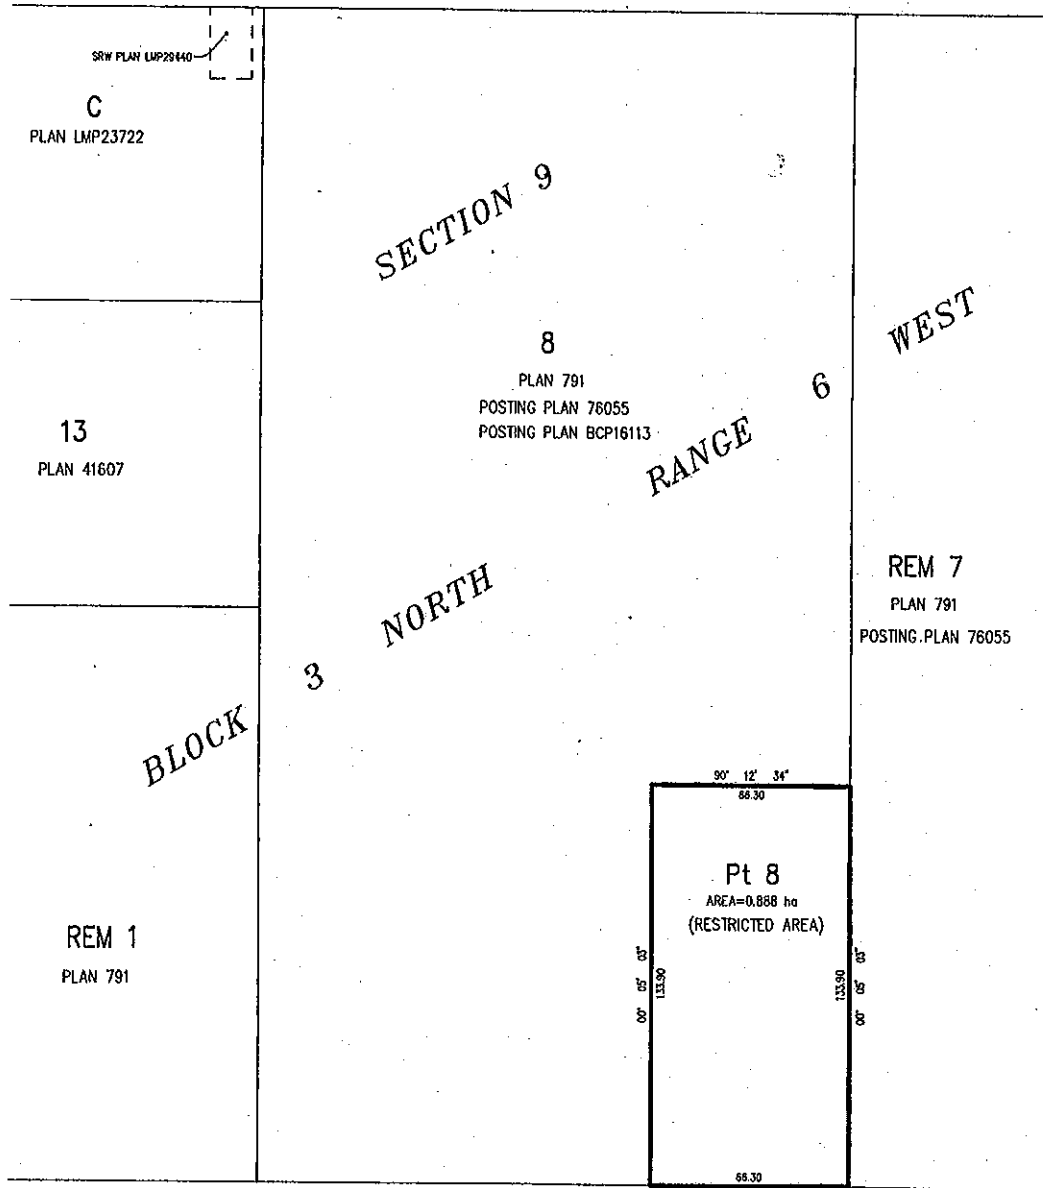 SRW PLAN LMP29440
C
PLAN LMP23722
SECTION 9
8
PLAN 791
POSTING PLAN 76055
POSTING PLAN BCP16113
WEST
RANGE 6
13
PLAN 41607
REM 7
PLAN 791
POSTING PLAN 76055
BLOCK 3 NORTH
90° 12' 34"
66.30
Pt 8
AREA=0.888 ha
(RESTRICTED AREA)
REM 1
PLAN 791
00° 05' 03"
133.90
133.90
00° 05' 03"
66.30